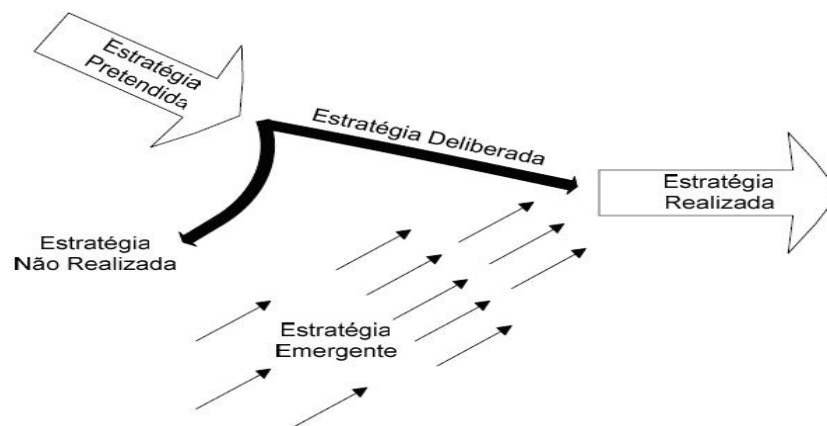 Estratégia
Pretendida
Estratégia Deliberada
Estratégia
Realizada
Estratégia
Não Realizada
Estratégia
Emergente